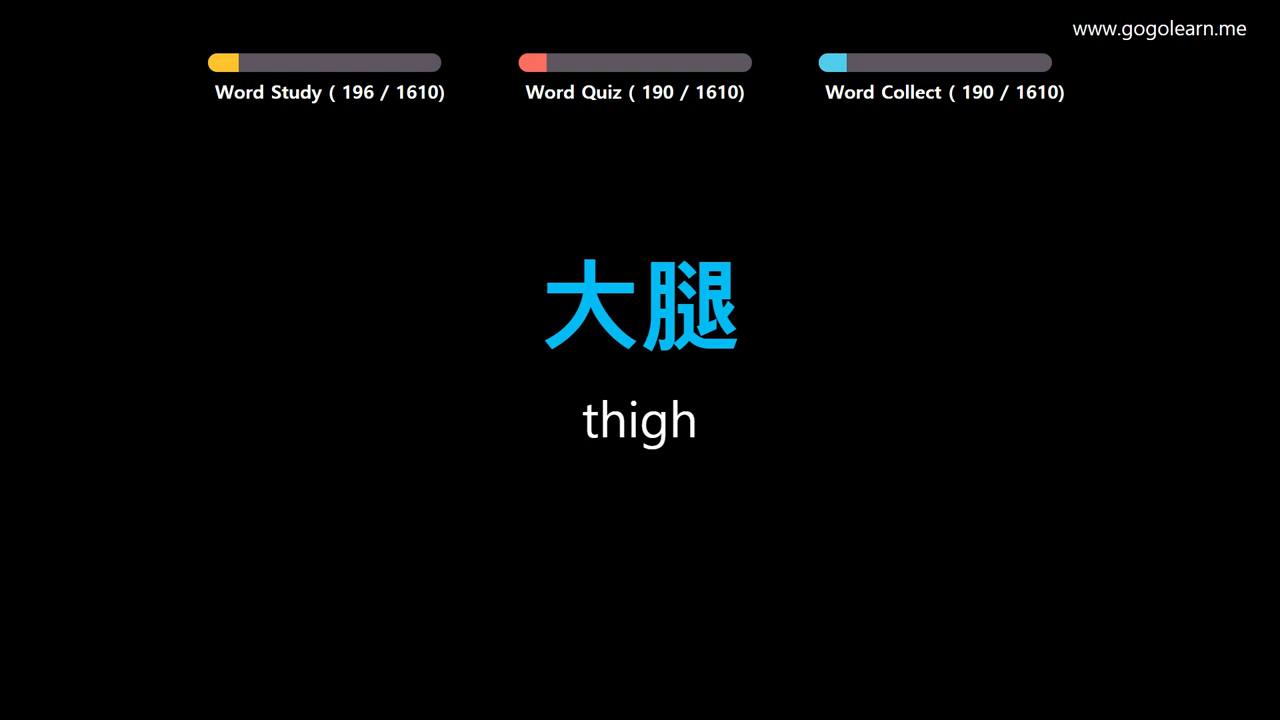 www.gogolearn.me
Word Study ( 196 / 1610)
Word Quiz ( 190 / 1610)
Word Collect ( 190 / 1610)
大腿
thigh